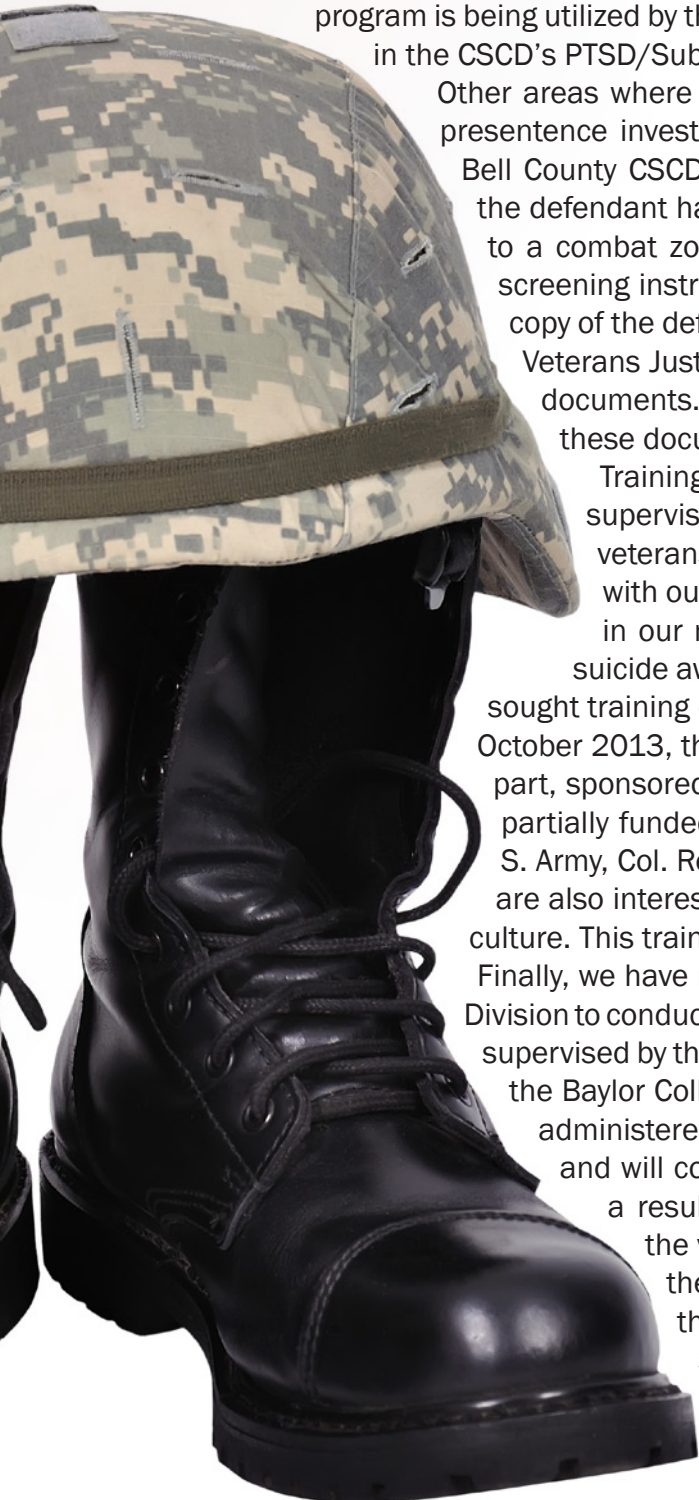 program is being utilized by
in the CSCD's PTSD/Sub
Other areas where
presentence invest
Bell County CSCD
the defendant ha
to a combat zo
screening instr
copy of the def
Veterans Just
documents.
these docu
Training
supervis
veteran
with ou
in our
suicide av
sought training
October 2013, th
part, sponsored
partially funde
S. Army, Col. R
are also interes
culture. This train
Finally, we have
Division to conduc
supervised by th
the Baylor Coll
administere
and will co
a resu
the
the
th